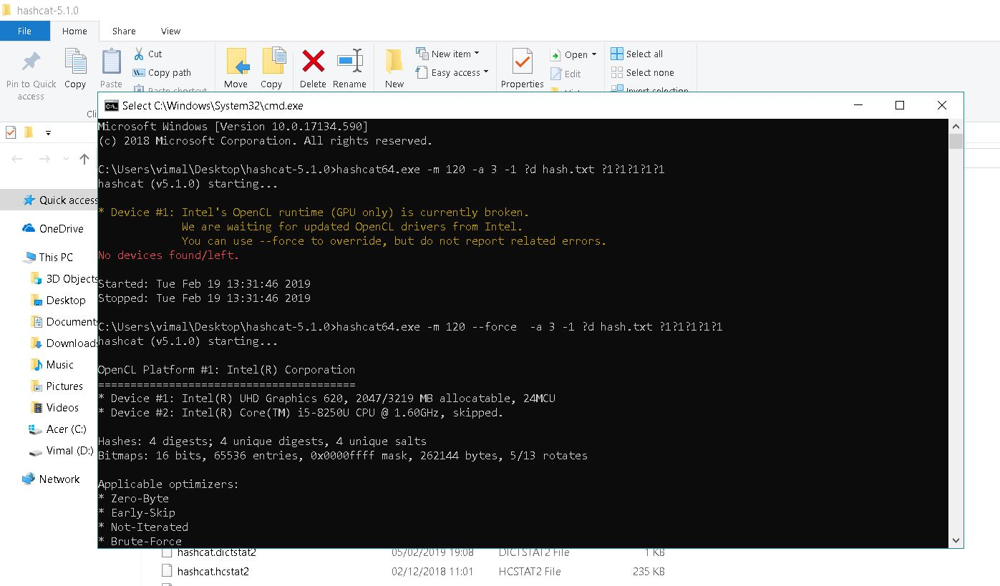 hashcat-5.1.0
File Home Share View
Cut
Copy path
Paste shortcut
Pin to Quick access
Copy
Paste
Move
Copy
Delete
Rename
New
New item
Easy access
Properties
Open
Edit
Select all
Select none
Invert selection
Select C:\Windows\System32\cmd.exe
Microsoft Windows [Version 10.0.17134.590]
(c) 2018 Microsoft Corporation. All rights reserved.
C:\Users\vimal\Desktop\hashcat-5.1.0>hashcat64.exe -m 120 -a 3 -1 ?d hash.txt ?1?1?1?1?1
hashcat (v5.1.0) starting...
* Device #1: Intel's OpenCL runtime (GPU only) is currently broken.
We are waiting for updated OpenCL drivers from Intel.
You can use --force to override, but do not report related errors.
No devices found/left.
Started: Tue Feb 19 13:31:46 2019
Stopped: Tue Feb 19 13:31:46 2019
C:\Users\vimal\Desktop\hashcat-5.1.0>hashcat64.exe -m 120 --force  -a 3 -1 ?d hash.txt ?1?1?1?1?1
hashcat (v5.1.0) starting...
OpenCL Platform #1: Intel(R) Corporation
========================================
* Device #1: Intel(R) UHD Graphics 620, 2047/3219 MB allocatable, 24MCU
* Device #2: Intel(R) Core(TM) i5-8250U CPU @ 1.60GHz, skipped.
Hashes: 4 digests; 4 unique digests, 4 unique salts
Bitmaps: 16 bits, 65536 entries, 0x0000ffff mask, 262144 bytes, 5/13 rotates
Applicable optimizers:
* Zero-Byte
* Early-Skip
* Not-Iterated
* Brute-Force
Quick access
OneDrive
This PC
3D Objects
Desktop
Document
Download
Music
Pictures
Videos
Acer (C:)
Vimal (D:)
Network
hashcat.dictstat2 05/02/2019 19:08 DICTSTAT2 File 1 KB
hashcat.hcstat2 02/12/2018 11:01 HCSTAT2 File 235 KB